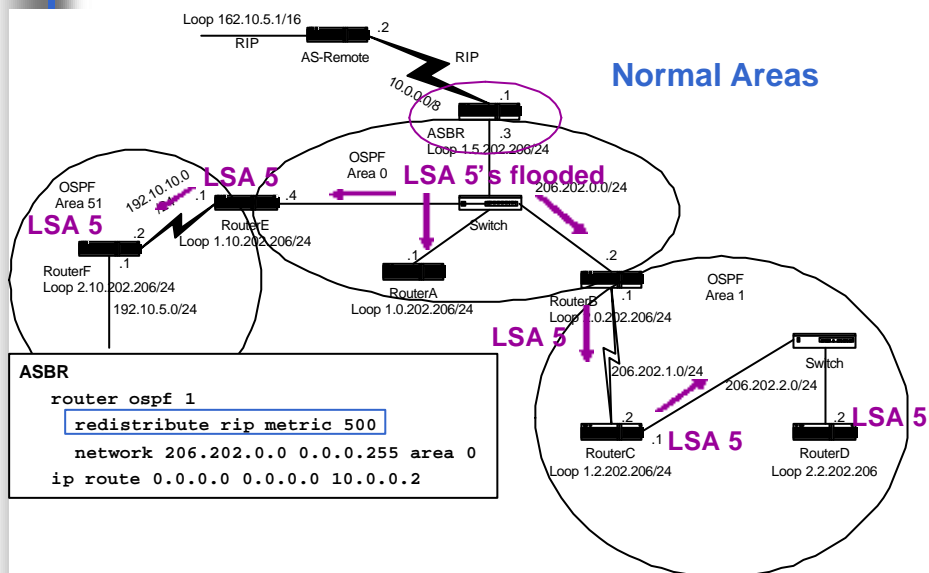 Loop 162.10.5.1/16
RIP
.2
AS-Remote
RIP
Normal Areas
10.0.0.0/8
.1
ASBR
.3
Loop 1.5.202.206/24
OSPF
Area 0
LSA 5's flooded
206.202.0.0/24
OSPF
Area 51
192.10.10.0
LSA 5
.1
.4
RouterE
Loop 1.10.202.206/24
Switch
LSA 5
.2
.1
RouterF
Loop 2.10.202.206/24
192.10.5.0/24
.1
RouterA
Loop 1.0.202.206/24
.2
.1
RouterB
Loop 2.0.202.206/24
OSPF
Area 1
LSA 5
206.202.1.0/24
Switch
206.202.2.0/24
.2
.1
LSA 5
RouterC
Loop 1.2.202.206/24
.2
LSA 5
RouterD
Loop 2.2.202.206
ASBR
router ospf 1
redistribute rip metric 500
network 206.202.0.0 0.0.0.255 area 0
ip route 0.0.0.0 0.0.0.0 10.0.0.2